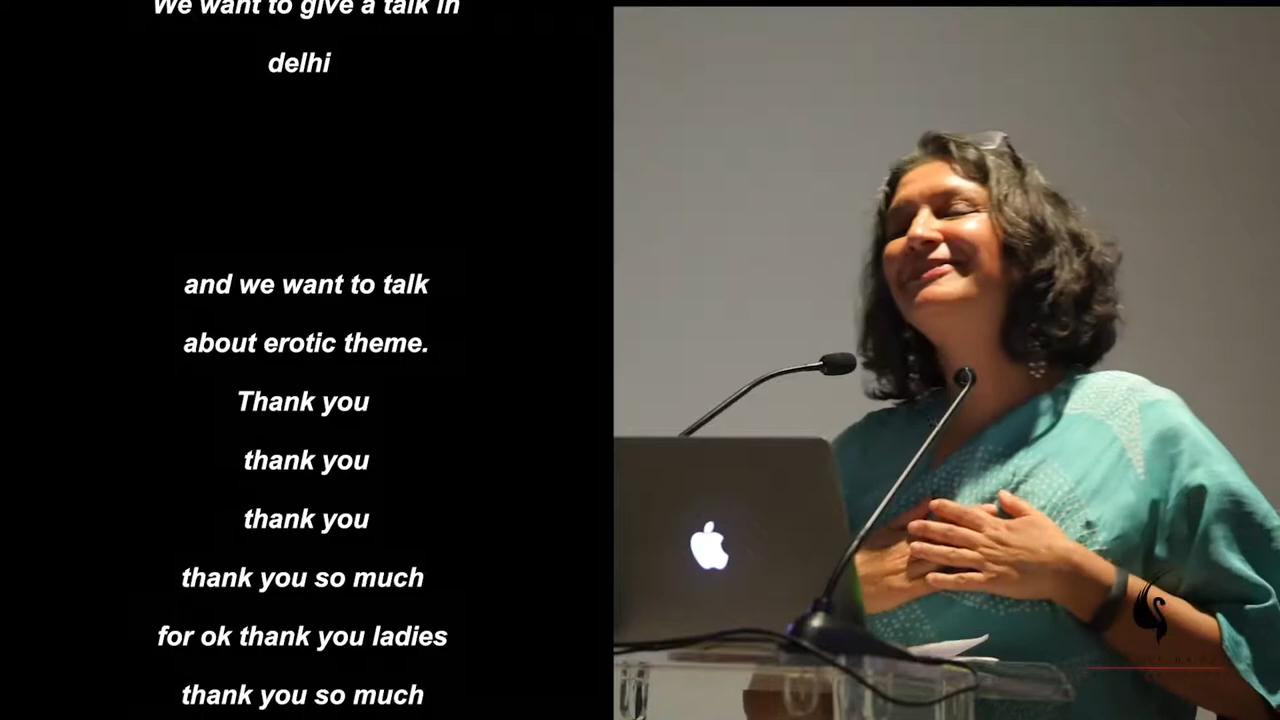 We want to give a talk in
delhi
and we want to talk
about erotic theme.
Thank you
thank you
thank you
thank you so much
for ok thank you ladies
thank you so much